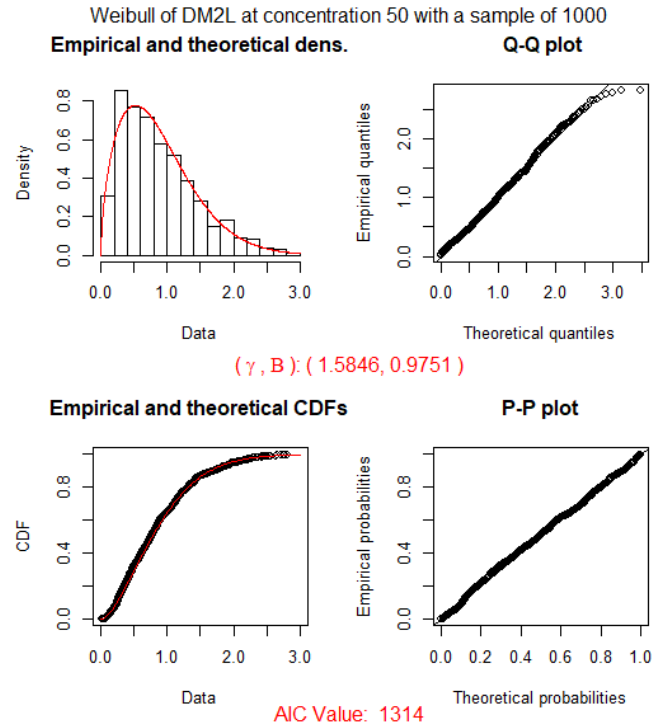 Weibull of DM2L at concentration 50 with a sample of 1000
Empirical and theoretical dens.
Density
0.0 0.2 0.4 0.6 0.8
0.0 1.0 2.0 3.0
Data
Q-Q plot
Empirical quantiles
0.0 1.0 2.0
0.0 1.0 2.0 3.0
Theoretical quantiles
( γ , B ): ( 1.5846, 0.9751 )
Empirical and theoretical CDFs
CDF
0.0 0.4 0.8
0.0 1.0 2.0 3.0
Data
P-P plot
Empirical probabilities
0.0 0.4 0.8
0.0 0.2 0.4 0.6 0.8 1.0
Theoretical probabilities
AIC Value: 1314